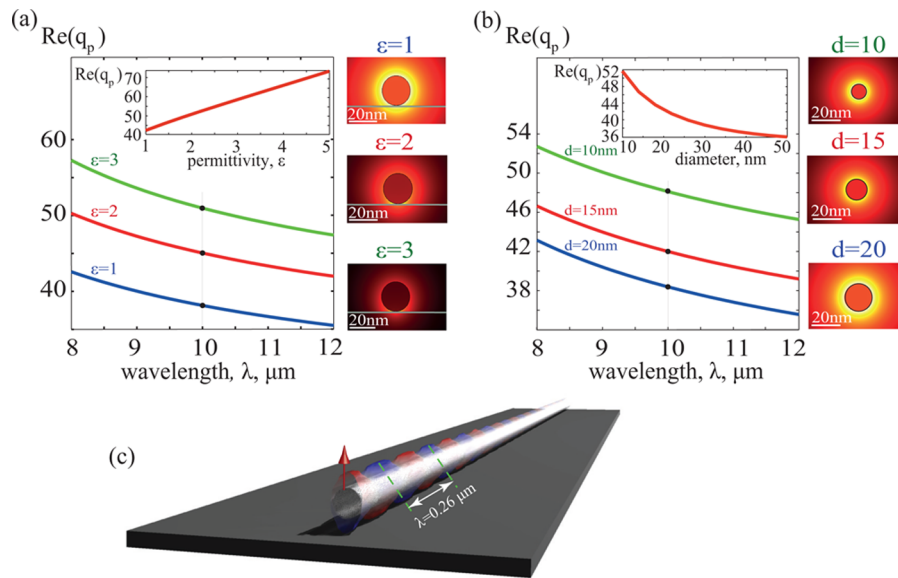 (a)
Re(q_p)
Re(q_p)
70
60
50
40
1
2
3
4
5
permittivity, ε
60
50
40
ε=3
ε=2
ε=1
8
9
10
11
12
wavelength, λ, μm
ε=1
20nm
ε=2
20nm
ε=3
20nm
(b)
Re(q_p)
Re(q_p)
52
48
44
40
36
10
20
30
40
50
diameter, nm
54
50
46
42
38
d=10nm
d=15nm
d=20nm
8
9
10
11
12
wavelength, λ, μm
d=10
20nm
d=15
20nm
d=20
20nm
(c)
λ=0.26 μm